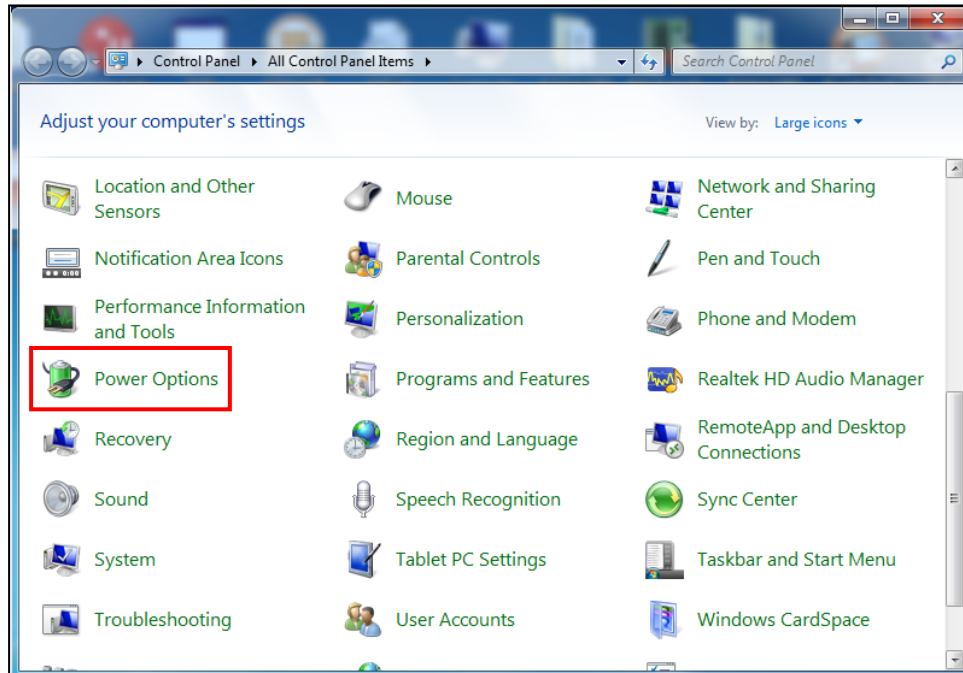 Control Panel All Control Panel Items
Search Control Panel
Adjust your computer's settings
View by: Large icons
Location and Other
Sensors
Mouse
Network and Sharing
Center
Notification Area Icons
Parental Controls
Pen and Touch
Performance Information
and Tools
Personalization
Phone and Modem
Power Options
Programs and Features
Realtek HD Audio Manager
Recovery
Region and Language
RemoteApp and Desktop
Connections
Sound
Speech Recognition
Sync Center
System
Tablet PC Settings
Taskbar and Start Menu
Troubleshooting
User Accounts
Windows CardSpace